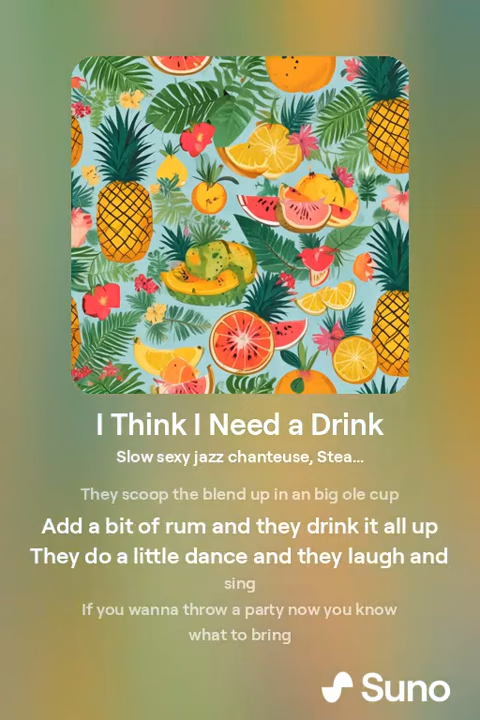 I Think I Need a Drink
Slow sexy jazz chanteuse, Stea...
They scoop the blend up in an big ole cup
Add a bit of rum and they drink it all up
They do a little dance and they laugh and
sing
If you wanna throw a party now you know
what to bring
Suno